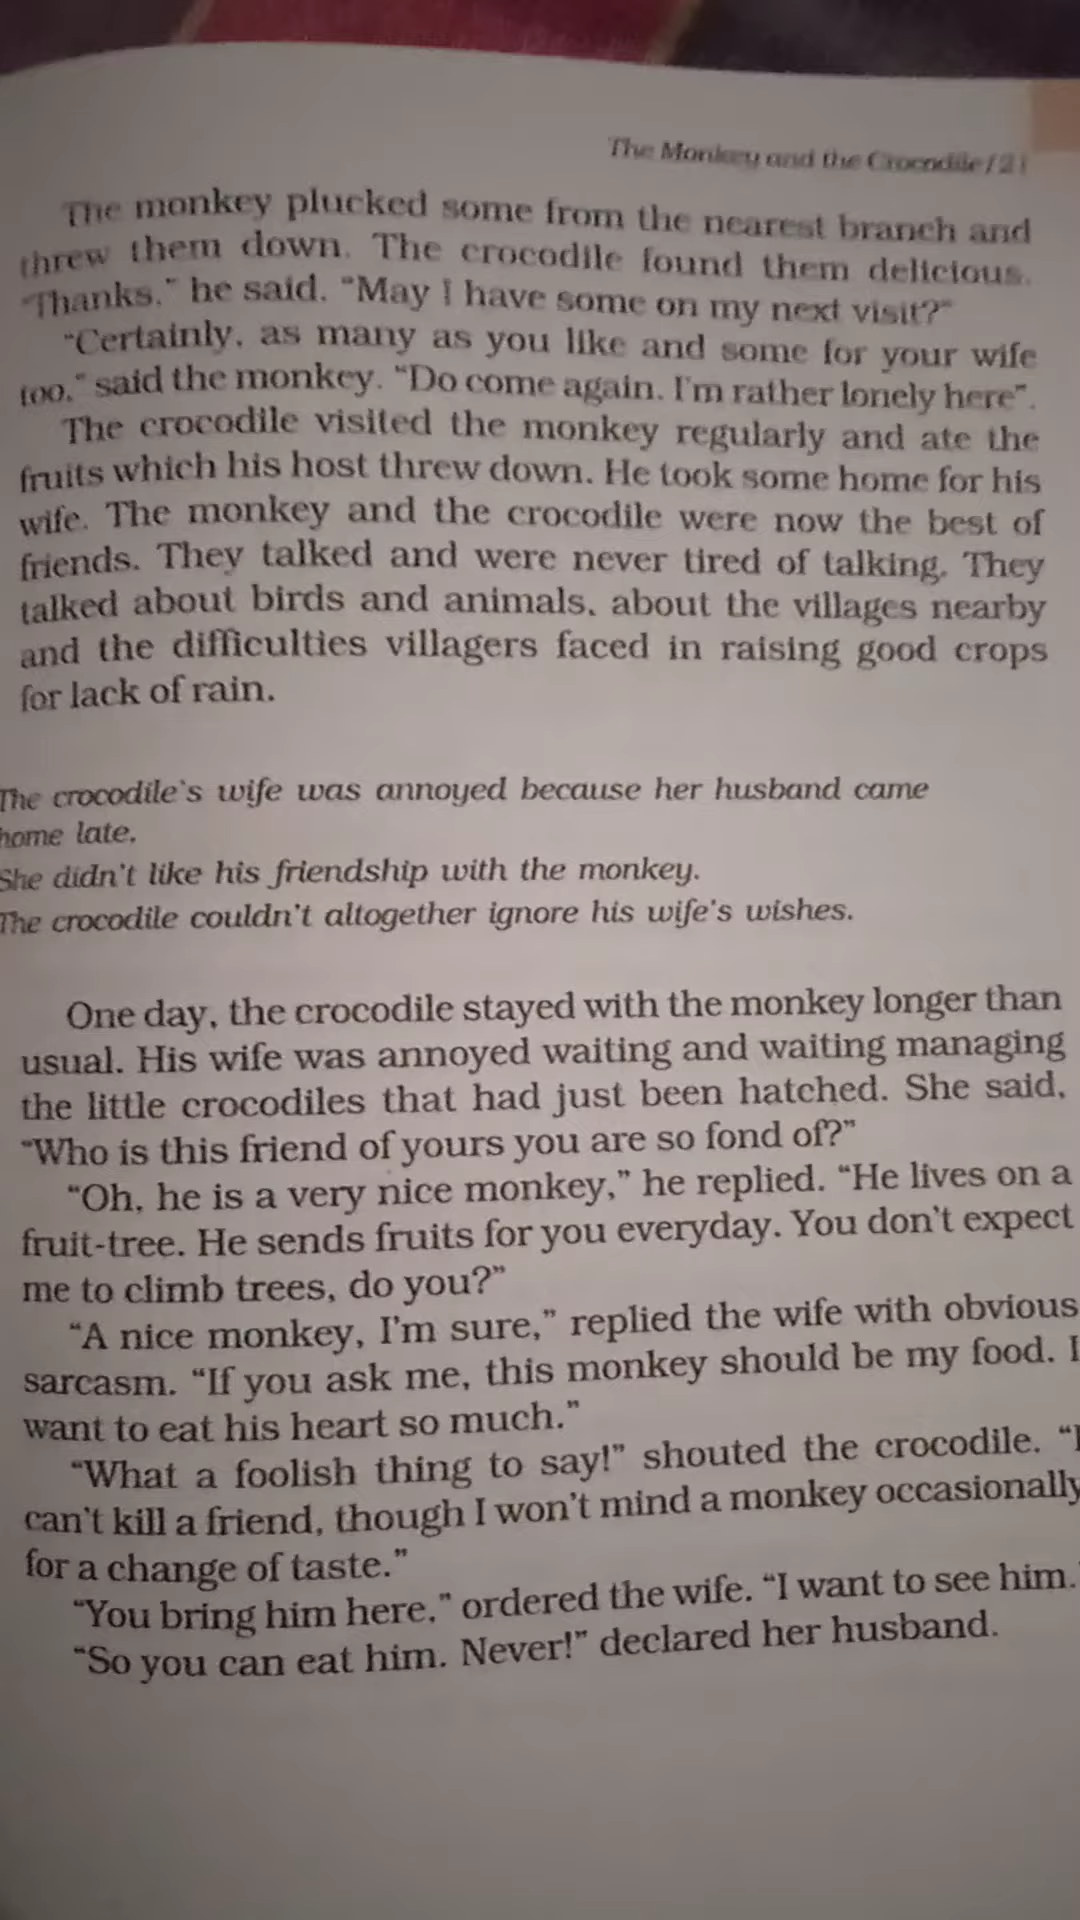 The Monkey and the Crocodile/21
The monkey plucked some from the nearest branch and
threw them down. The crocodile found them delicious.
"Thanks," he said. "May I have some on my next visit?"
"Certainly, as many as you like and some for your wife
too," said the monkey. "Do come again. I'm rather lonely here".
The crocodile visited the monkey regularly and ate the
fruits which his host threw down. He took some home for his
wife. The monkey and the crocodile were now the best of
friends. They talked and were never tired of talking. They
talked about birds and animals, about the villages nearby
and the difficulties villagers faced in raising good crops
for lack of rain.
The crocodile's wife was annoyed because her husband came
home late.
She didn't like his friendship with the monkey.
The crocodile couldn't altogether ignore his wife's wishes.
One day, the crocodile stayed with the monkey longer than
usual. His wife was annoyed waiting and waiting managing
the little crocodiles that had just been hatched. She said,
"Who is this friend of yours you are so fond of?"
"Oh, he is a very nice monkey," he replied. "He lives on a
fruit-tree. He sends fruits for you everyday. You don't expect
me to climb trees, do you?"
"A nice monkey, I'm sure," replied the wife with obvious
sarcasm. "If you ask me, this monkey should be my food. I
want to eat his heart so much."
"What a foolish thing to say!" shouted the crocodile. "I
can't kill a friend, though I won't mind a monkey occasionally
for a change of taste."
"You bring him here," ordered the wife. "I want to see him."
"So you can eat him. Never!" declared her husband.